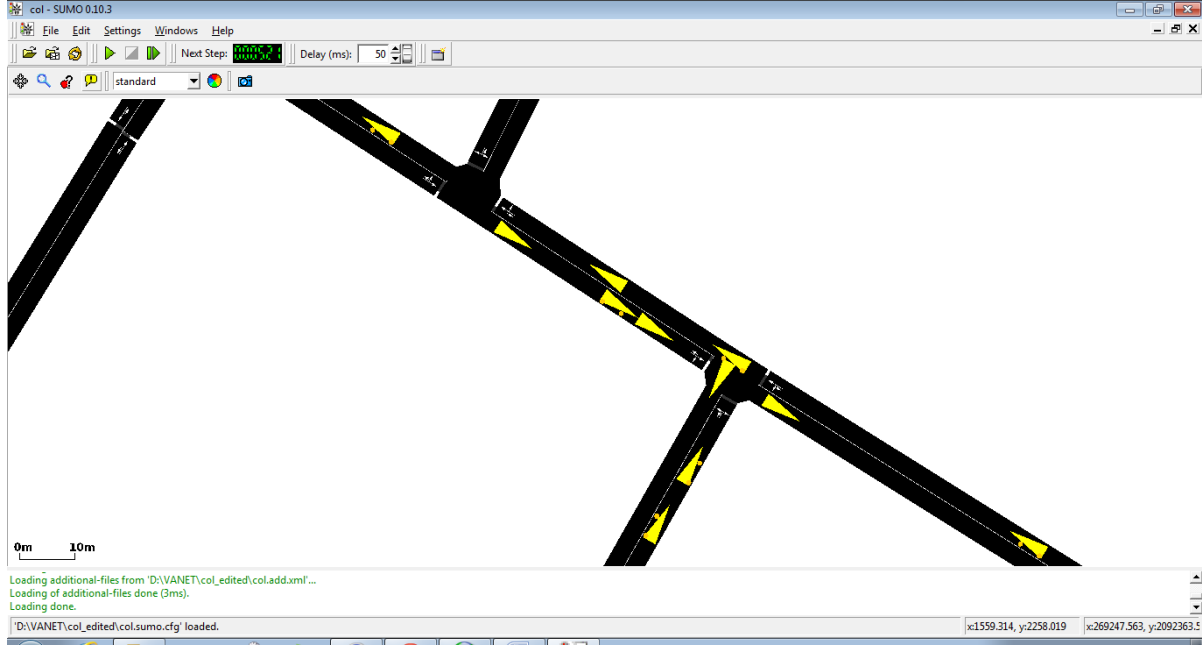 col - SUMO 0.10.3
File Edit Settings Windows Help
Next Step: 000521 Delay (ms): 50
standard
0m 10m
Loading additional-files from 'D:\VANET\col_edited\col.add.xml'...
Loading of additional-files done (3ms).
Loading done.
'D:\VANET\col_edited\col.sumo.cfg' loaded.
x:1559.314, y:2258.019
x:269247.563, y:2092363.5